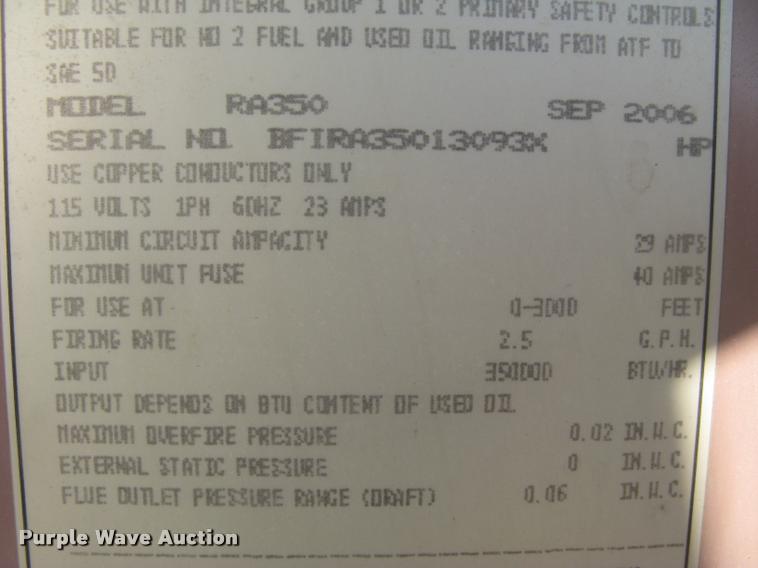 FOR USE WITH INTEGRAL GROUP 1 OR 2 PRIMARY SAFETY CONTROLS
SUITABLE FOR NO 2 FUEL AND USED OIL RANGING FROM ATF TO
SAE 50
MODEL RA350 SEP 2006
SERIAL NO. BFIRA35013093X HP
USE COPPER CONDUCTORS ONLY
115 VOLTS 1PH 60HZ 23 AMPS
MINIMUM CIRCUIT AMPACITY 29 AMPS
MAXIMUM UNIT FUSE 40 AMPS
FOR USE AT 0-3000 FEET
FIRING RATE 2.5 G.P.H.
INPUT 350000 BTU/HR.
OUTPUT DEPENDS ON BTU CONTENT OF USED OIL
MAXIMUM OVERFIRE PRESSURE 0.02 IN.W.C.
EXTERNAL STATIC PRESSURE 0 IN.W.C.
FLUE OUTLET PRESSURE RANGE (DRAFT) 0.06 IN.W.C.
Purple Wave Auction